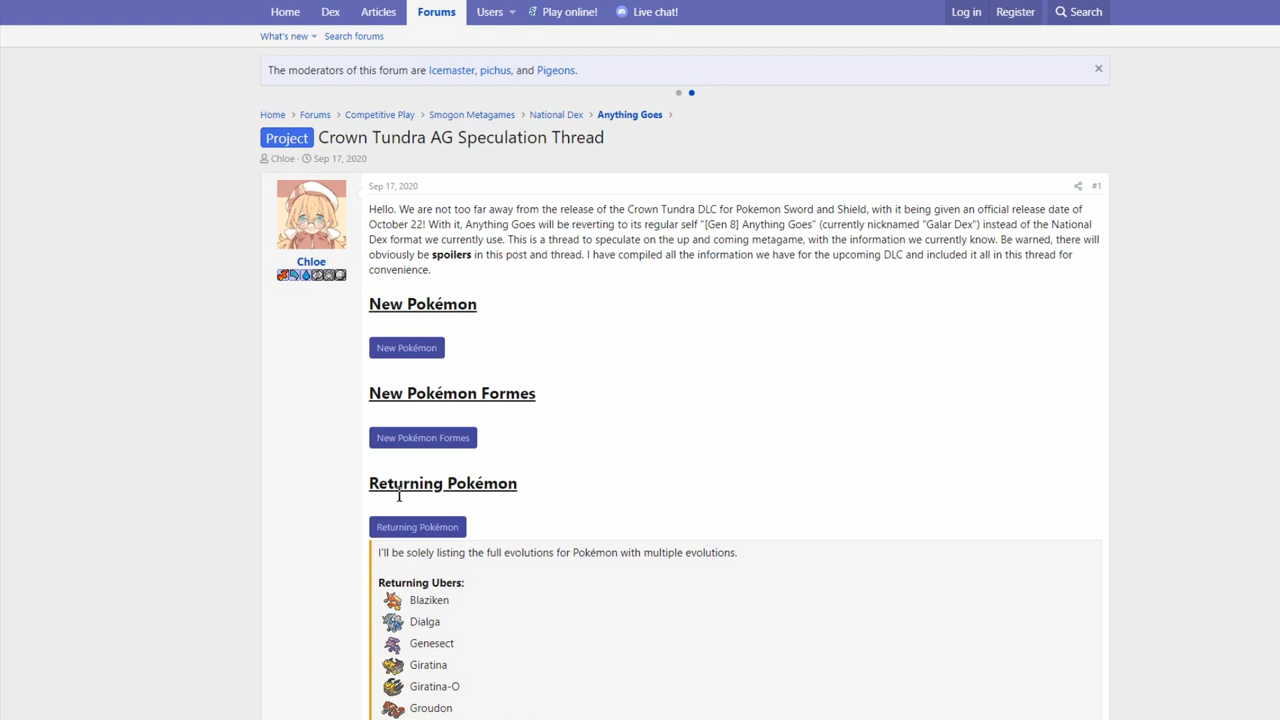 Home Dex Articles Forums Users Play online! Live chat! Log in Register Search
What's new Search forums
The moderators of this forum are Icemaster, pichus, and Pigeons.
Home > Forums > Competitive Play > Smogon Metagames > National Dex > Anything Goes >
Project Crown Tundra AG Speculation Thread
Chloe · Sep 17, 2020
Sep 17, 2020 #1
Chloe
Hello. We are not too far away from the release of the Crown Tundra DLC for Pokemon Sword and Shield, with it being given an official release date of
October 22! With it, Anything Goes will be reverting to its regular self "[Gen 8] Anything Goes" (currently nicknamed "Galar Dex") instead of the National
Dex format we currently use. This is a thread to speculate on the up and coming metagame, with the information we currently know. Be warned, there will
obviously be spoilers in this post and thread. I have compiled all the information we have for the upcoming DLC and included it all in this thread for
convenience.
New Pokémon
New Pokémon
New Pokémon Formes
New Pokémon Formes
Returning Pokémon
Returning Pokémon
I'll be solely listing the full evolutions for Pokémon with multiple evolutions.
Returning Ubers:
Blaziken
Dialga
Genesect
Giratina
Giratina-O
Groudon